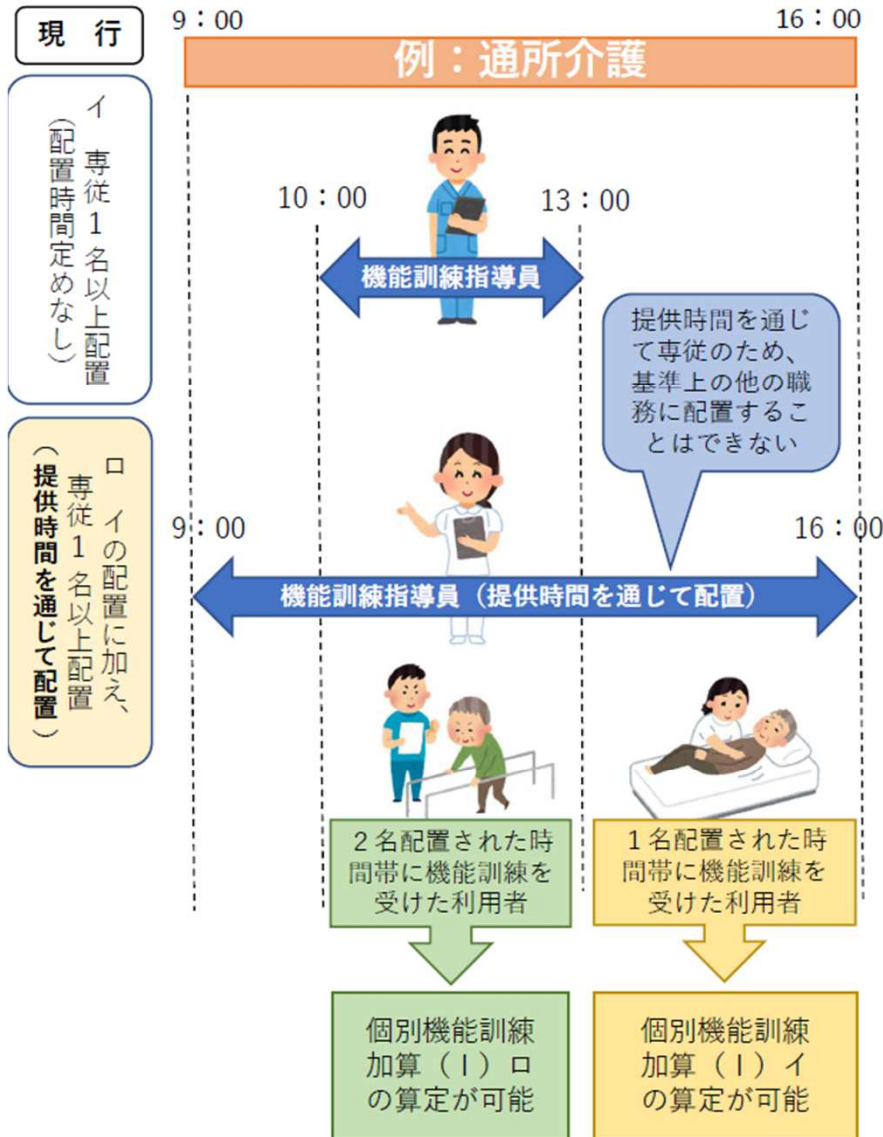 現 行
9：00
16：00
例：通所介護
イ 専従1名以上配置
(配置時間定めなし)
10：00
13：00
機能訓練指導員
提供時間を通じ
て専従のため、
基準上の他の職
務に配置するこ
とはできない
ロ イの配置に加え、
専従1名以上配置
(提供時間を通じて配置)
9：00
16：00
機能訓練指導員（提供時間を通じて配置）
２名配置された時
間帯に機能訓練を
受けた利用者
１名配置された時
間帯に機能訓練を
受けた利用者
個別機能訓練
加算（Ⅰ）ロ
の算定が可能
個別機能訓練
加算（Ⅰ）イ
の算定が可能